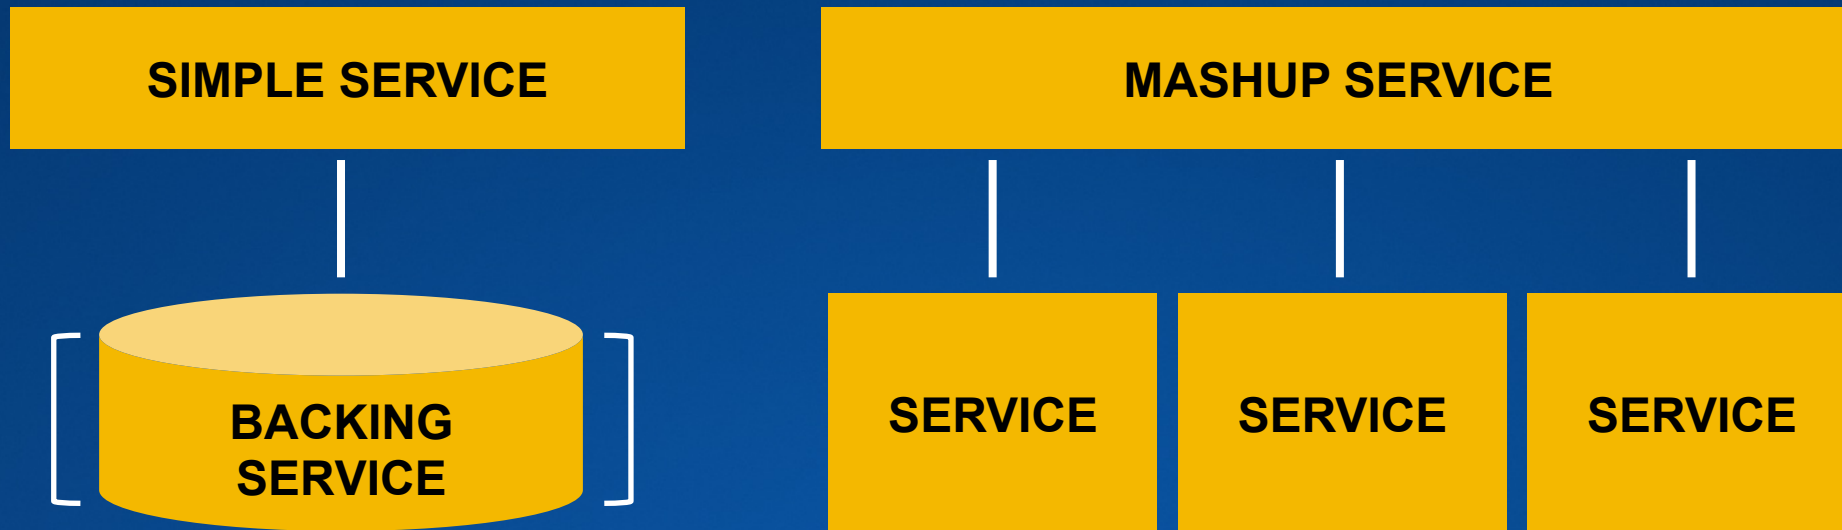 SIMPLE SERVICE
MASHUP SERVICE
BACKING
SERVICE
SERVICE
SERVICE
SERVICE